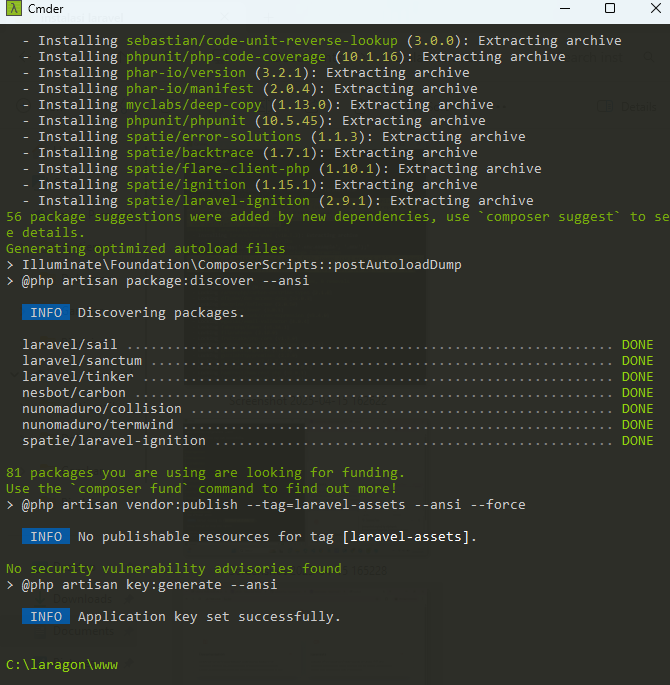 Cmder
- Installing sebastian/code-unit-reverse-lookup (3.0.0): Extracting archive
- Installing phpunit/php-code-coverage (10.1.16): Extracting archive
- Installing phar-io/version (3.2.1): Extracting archive
- Installing phar-io/manifest (2.0.4): Extracting archive
- Installing myclabs/deep-copy (1.13.0): Extracting archive
- Installing phpunit/phpunit (10.5.45): Extracting archive
- Installing spatie/error-solutions (1.1.3): Extracting archive
- Installing spatie/backtrace (1.7.1): Extracting archive
- Installing spatie/flare-client-php (1.10.1): Extracting archive
- Installing spatie/ignition (1.15.1): Extracting archive
- Installing spatie/laravel-ignition (2.9.1): Extracting archive
56 package suggestions were added by new dependencies, use `composer suggest` to se
e details.
Generating optimized autoload files
> Illuminate\Foundation\ComposerScripts::postAutoloadDump
> @php artisan package:discover --ansi
INFO Discovering packages.
laravel/sail ............................................................. DONE
laravel/sanctum .......................................................... DONE
laravel/tinker ........................................................... DONE
nesbot/carbon ............................................................ DONE
nunomaduro/collision ..................................................... DONE
nunomaduro/termwind ...................................................... DONE
spatie/laravel-ignition .................................................. DONE
81 packages you are using are looking for funding.
Use the `composer fund` command to find out more!
> @php artisan vendor:publish --tag=laravel-assets --ansi --force
INFO No publishable resources for tag [laravel-assets].
No security vulnerability advisories found
> @php artisan key:generate --ansi
INFO Application key set successfully.
C:\laragon\www